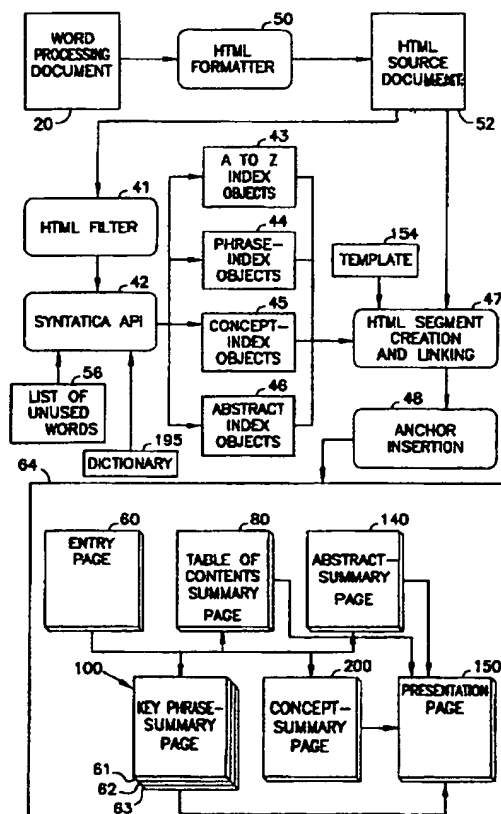 WORD
PROCESSING
DOCUMENT
20
50
HTML
FORMATTER
HTML
SOURCE
DOCUMENT
52
41
HTML FILTER
42
SYNTATICA API
56
LIST OF
UNUSED WORDS
195
DICTIONARY
43
A TO Z
INDEX
OBJECTS
44
PHRASE-
INDEX
OBJECTS
45
CONCEPT-
INDEX
OBJECTS
46
ABSTRACT
INDEX
OBJECTS
154
TEMPLATE
47
HTML SEGMENT
CREATION
AND LINKING
48
ANCHOR
INSERTION
64
60
ENTRY
PAGE
80
TABLE OF
CONTENTS
SUMMARY
PAGE
140
ABSTRACT-
SUMMARY
PAGE
100
KEY PHRASE-
SUMMARY
PAGE
61
62
63
200
CONCEPT-
SUMMARY
PAGE
150
PRESENTATION
PAGE